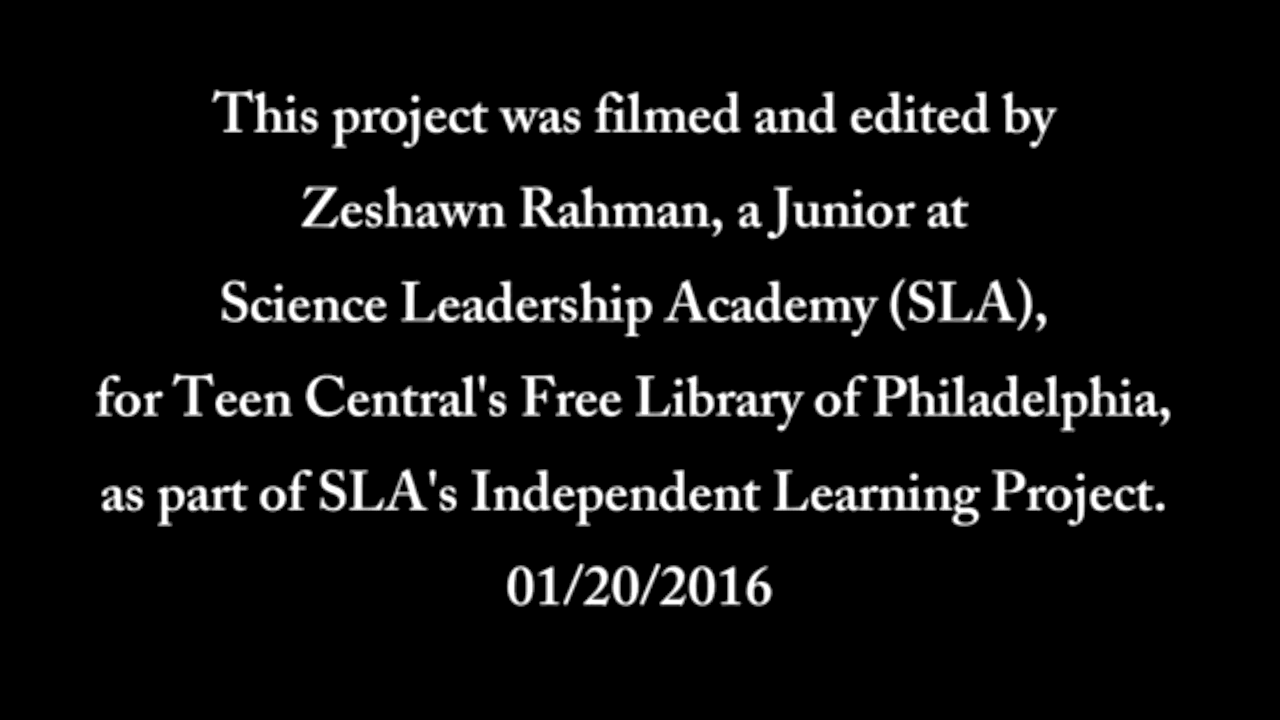 This project was filmed and edited by
Zeshawn Rahman, a Junior at
Science Leadership Academy (SLA),
for Teen Central's Free Library of Philadelphia,
as part of SLA's Independent Learning Project.
01/20/2016